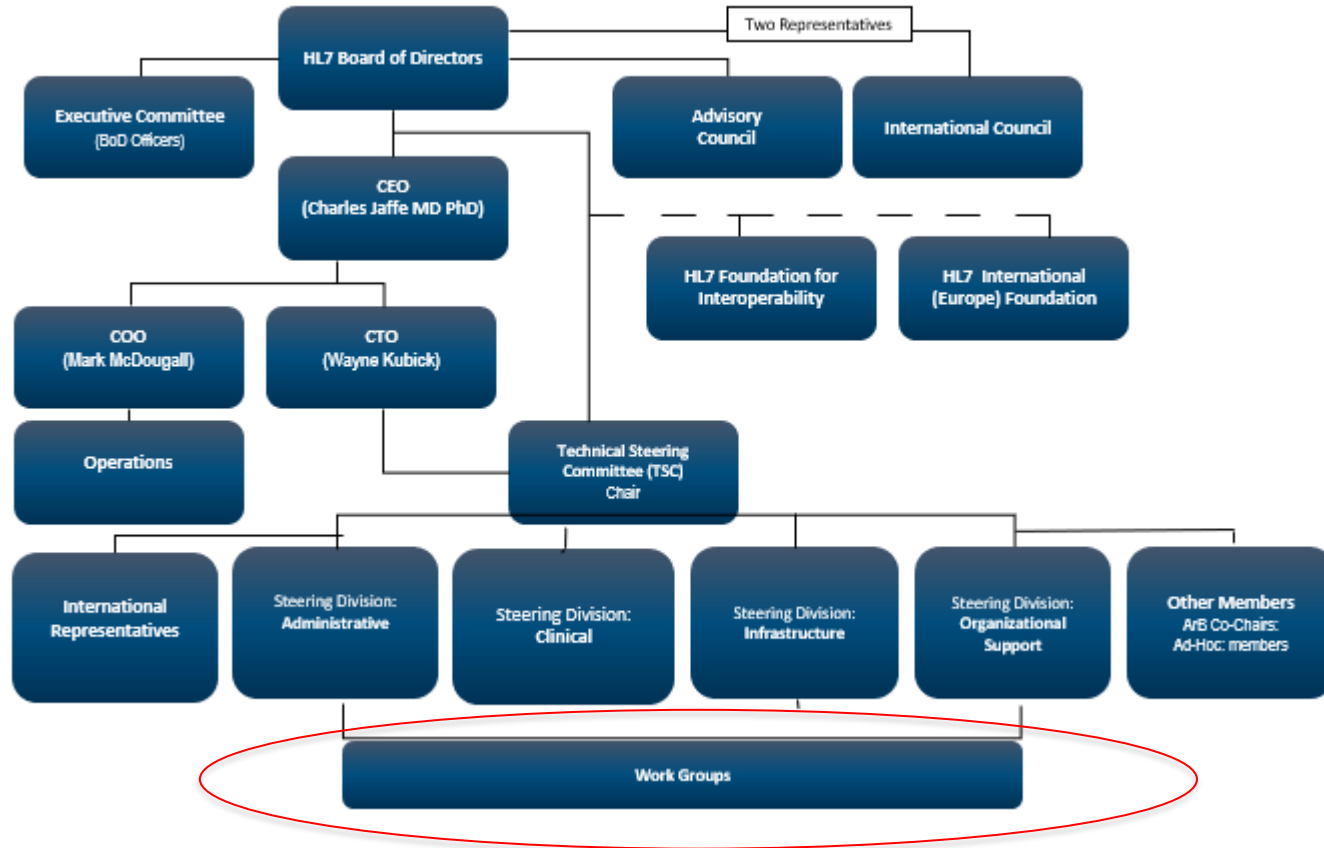 Two Representatives
HL7 Board of Directors
Executive Committee
(BoD Officers)
Advisory
Council
International Council
CEO
(Charles Jaffe MD PhD)
HL7 Foundation for
Interoperability
HL7 International
(Europe) Foundation
COO
(Mark McDougall)
CTO
(Wayne Kubick)
Operations
Technical Steering
Committee (TSC)
Chair
International
Representatives
Steering Division:
Administrative
Steering Division:
Clinical
Steering Division:
Infrastructure
Steering Division:
Organizational
Support
Other Members
ArB Co-Chairs:
Ad-Hoc: members
Work Groups